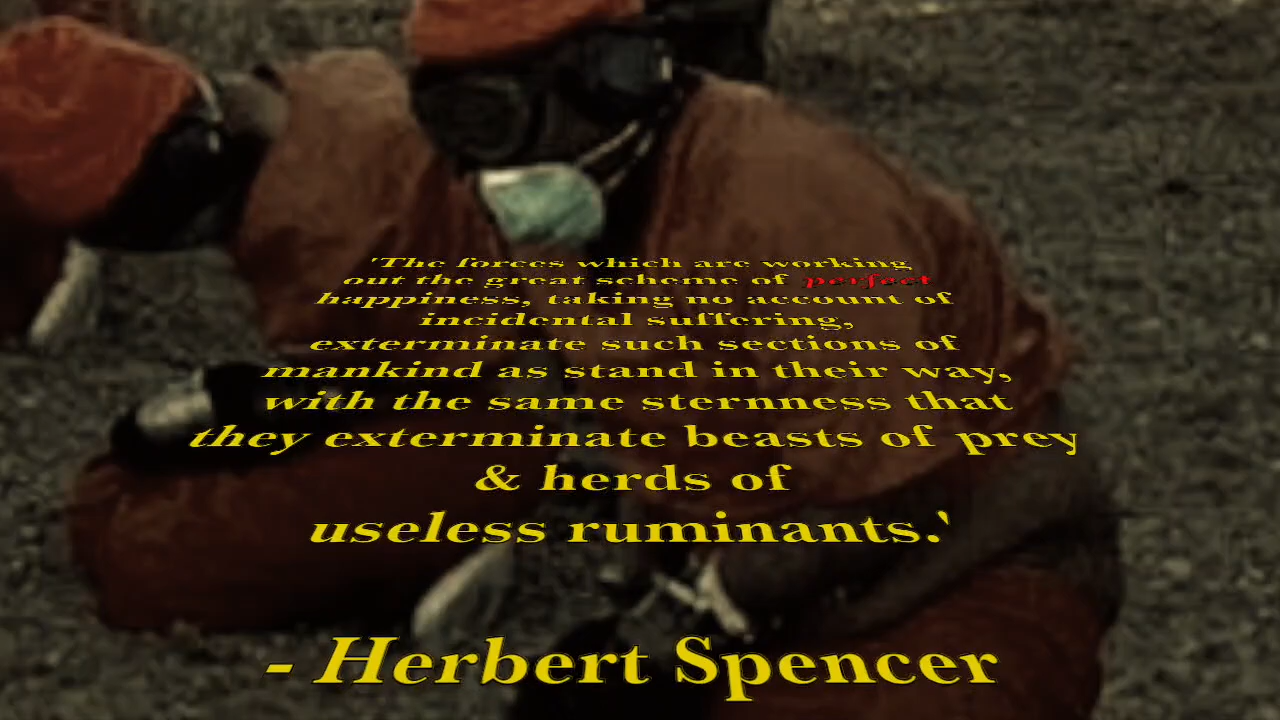 'The forces which are working
out the great scheme of perfect
happiness, taking no account of
incidental suffering,
exterminate such sections of
mankind as stand in their way,
with the same sternness that
they exterminate beasts of prey
& herds of
useless ruminants.'
- Herbert Spencer